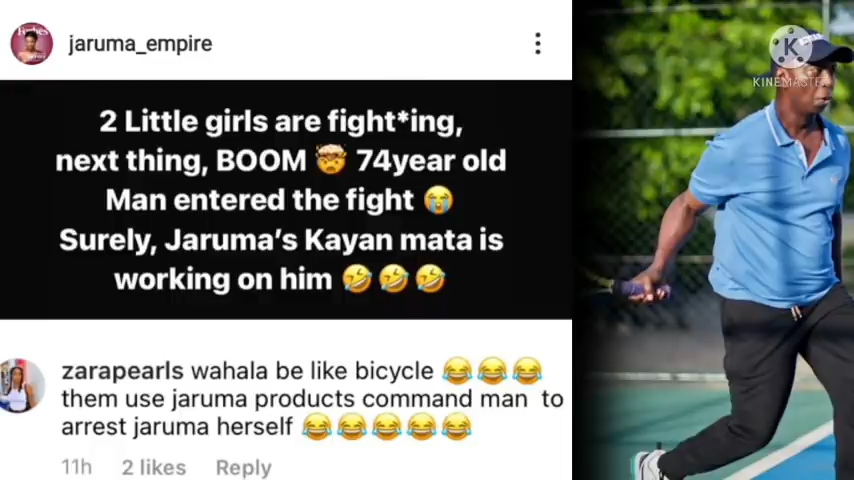 jaruma_empire
2 Little girls are fight*ing,
next thing, BOOM 🤯 74year old
Man entered the fight 😭
Surely, Jaruma's Kayan mata is
working on him 🤣🤣🤣
zarapearls wahala be like bicycle 😂😂😂
them use jaruma products command man to
arrest jaruma herself 😂😂😂😂😂
11h 2 likes Reply
K
KINEMASTER
Forbes